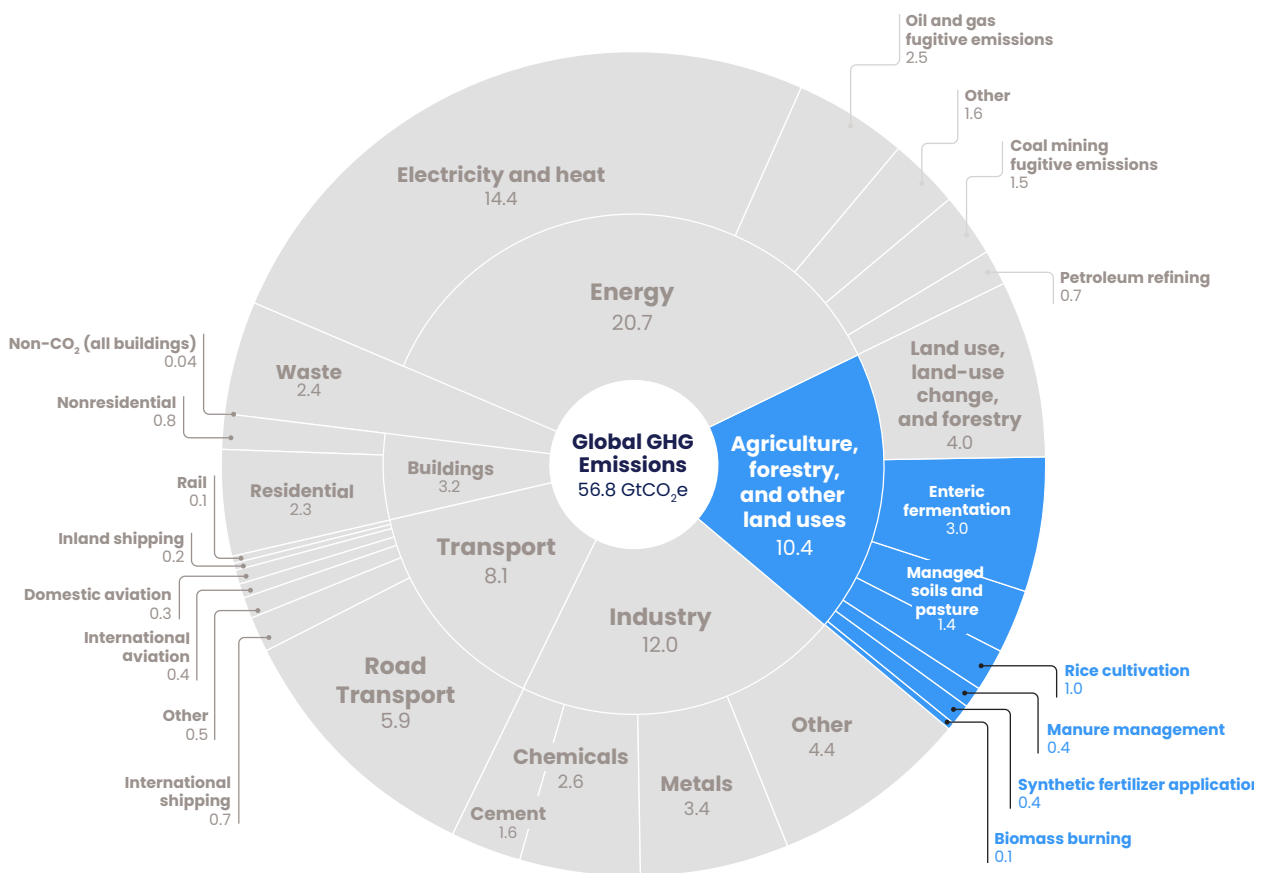 Oil and gas
fugitive emissions
2.5
Other
1.6
Coal mining
fugitive emissions
1.5
Petroleum refining
0.7
Electricity and heat
14.4
Energy
20.7
Land use,
land-use
change,
and forestry
4.0
Non-CO₂ (all buildings)
0.04
Waste
2.4
Nonresidential
0.8
Buildings
3.2
Residential
2.3
Global GHG
Emissions
56.8 GtCO₂e
Agriculture,
forestry,
and other
land uses
10.4
Enteric
fermentation
3.0
Managed
soils and
pasture
1.4
Rail
0.1
Inland shipping
0.2
Domestic aviation
0.3
International
aviation
0.4
Other
0.5
International
shipping
0.7
Transport
8.1
Road
Transport
5.9
Industry
12.0
Cement
1.6
Chemicals
2.6
Metals
3.4
Other
4.4
Rice cultivation
1.0
Manure management
0.4
Synthetic fertilizer application
0.4
Biomass burning
0.1